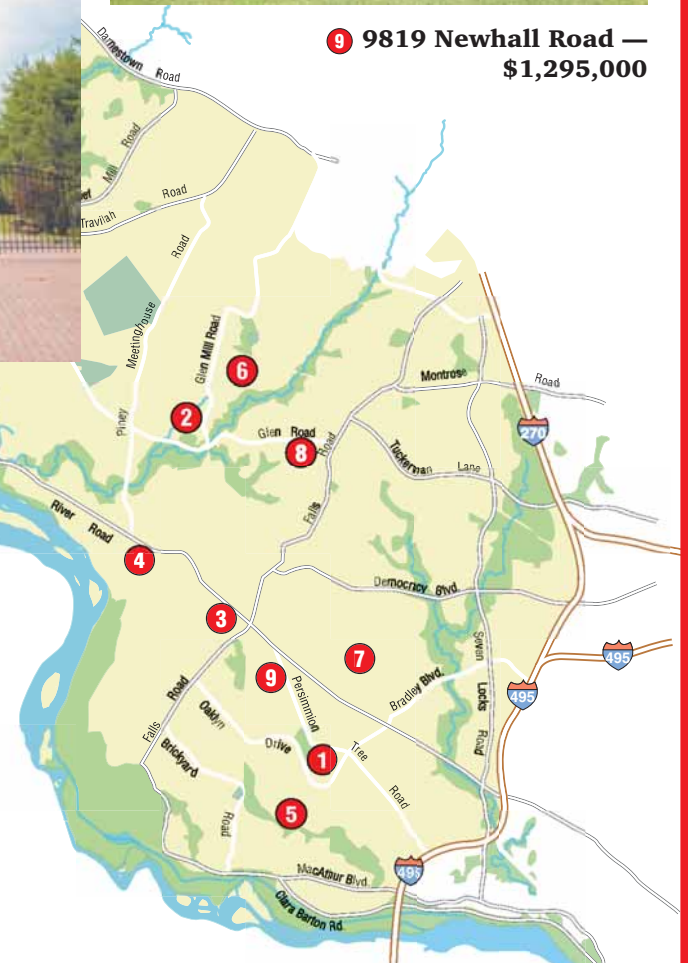 9 9819 Newhall Road —
$1,295,000
Darnestown Road
Mill Road
Travilah Road
Meetinghouse Road
Piney
Glen Mill Road
6
2
Glen Road
8
Falls Road
Montrose Road
270
Tuckerman Lane
River Road
4
3
Democracy Blvd.
7
9
Persimmion
Tree
Road
Bradley Blvd.
Seven
Locks
Road
495
495
Falls Road
Oaklyn Drive
1
Brickyard
Road
5
MacArthur Blvd.
495
Clara Barton Rd.